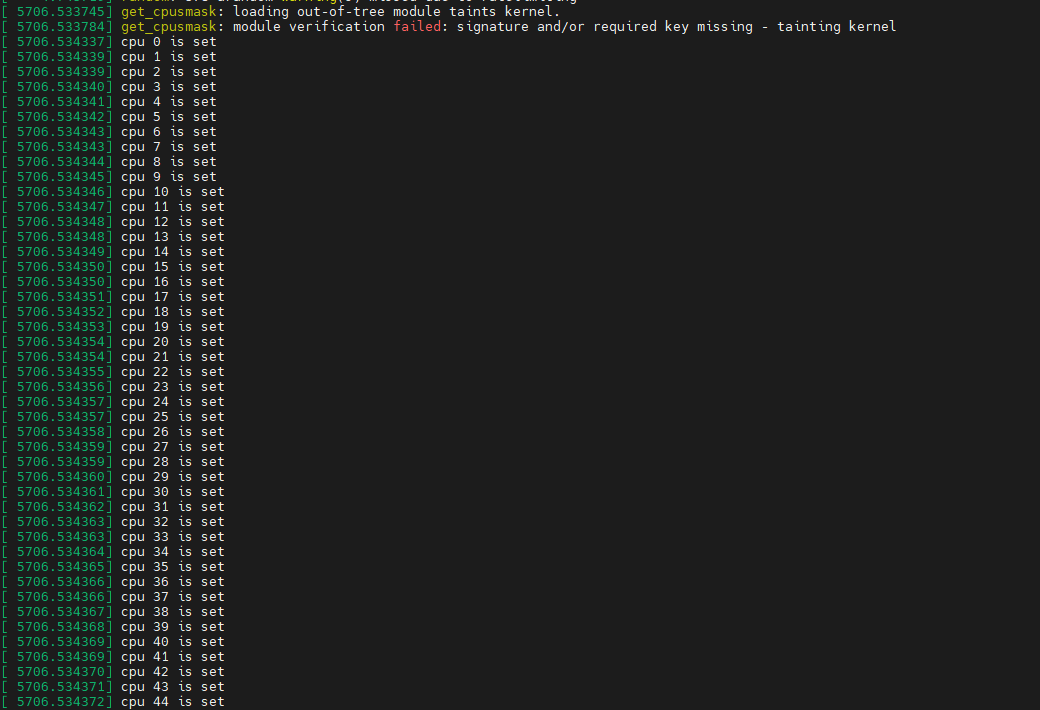 [ 5706.533745] get_cpusmask: loading out-of-tree module taints kernel.
[ 5706.533784] get_cpusmask: module verification failed: signature and/or required key missing - tainting kernel
[ 5706.534337] cpu 0 is set
[ 5706.534339] cpu 1 is set
[ 5706.534339] cpu 2 is set
[ 5706.534340] cpu 3 is set
[ 5706.534341] cpu 4 is set
[ 5706.534342] cpu 5 is set
[ 5706.534343] cpu 6 is set
[ 5706.534343] cpu 7 is set
[ 5706.534344] cpu 8 is set
[ 5706.534345] cpu 9 is set
[ 5706.534346] cpu 10 is set
[ 5706.534347] cpu 11 is set
[ 5706.534348] cpu 12 is set
[ 5706.534348] cpu 13 is set
[ 5706.534349] cpu 14 is set
[ 5706.534350] cpu 15 is set
[ 5706.534350] cpu 16 is set
[ 5706.534351] cpu 17 is set
[ 5706.534352] cpu 18 is set
[ 5706.534353] cpu 19 is set
[ 5706.534354] cpu 20 is set
[ 5706.534354] cpu 21 is set
[ 5706.534355] cpu 22 is set
[ 5706.534356] cpu 23 is set
[ 5706.534357] cpu 24 is set
[ 5706.534357] cpu 25 is set
[ 5706.534358] cpu 26 is set
[ 5706.534359] cpu 27 is set
[ 5706.534359] cpu 28 is set
[ 5706.534360] cpu 29 is set
[ 5706.534361] cpu 30 is set
[ 5706.534362] cpu 31 is set
[ 5706.534363] cpu 32 is set
[ 5706.534363] cpu 33 is set
[ 5706.534364] cpu 34 is set
[ 5706.534365] cpu 35 is set
[ 5706.534366] cpu 36 is set
[ 5706.534366] cpu 37 is set
[ 5706.534367] cpu 38 is set
[ 5706.534368] cpu 39 is set
[ 5706.534369] cpu 40 is set
[ 5706.534369] cpu 41 is set
[ 5706.534370] cpu 42 is set
[ 5706.534371] cpu 43 is set
[ 5706.534372] cpu 44 is set